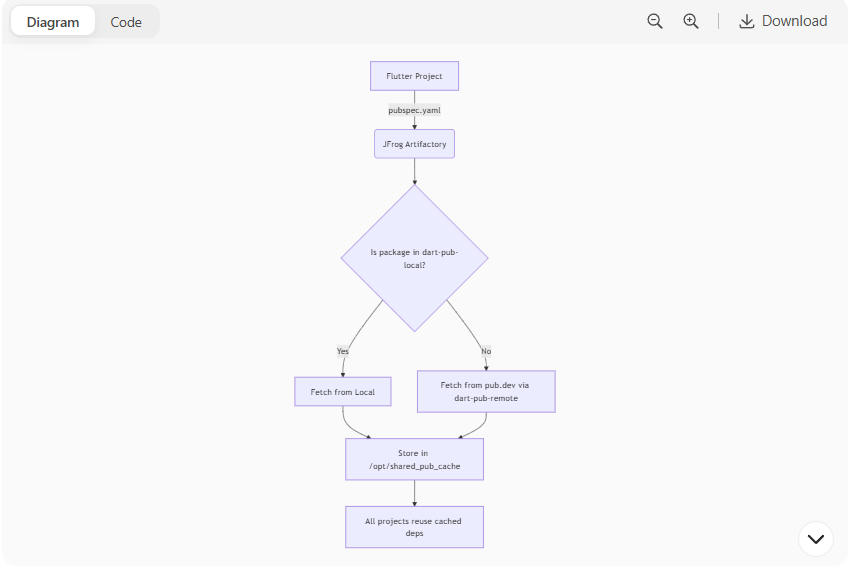 Diagram
Code
Download
Flutter Project
pubspec.yaml
JFrog Artifactory
Is package in dart-pub-
local?
Yes
No
Fetch from Local
Fetch from pub.dev via
dart-pub-remote
Store in
/opt/shared_pub_cache
All projects reuse cached
deps